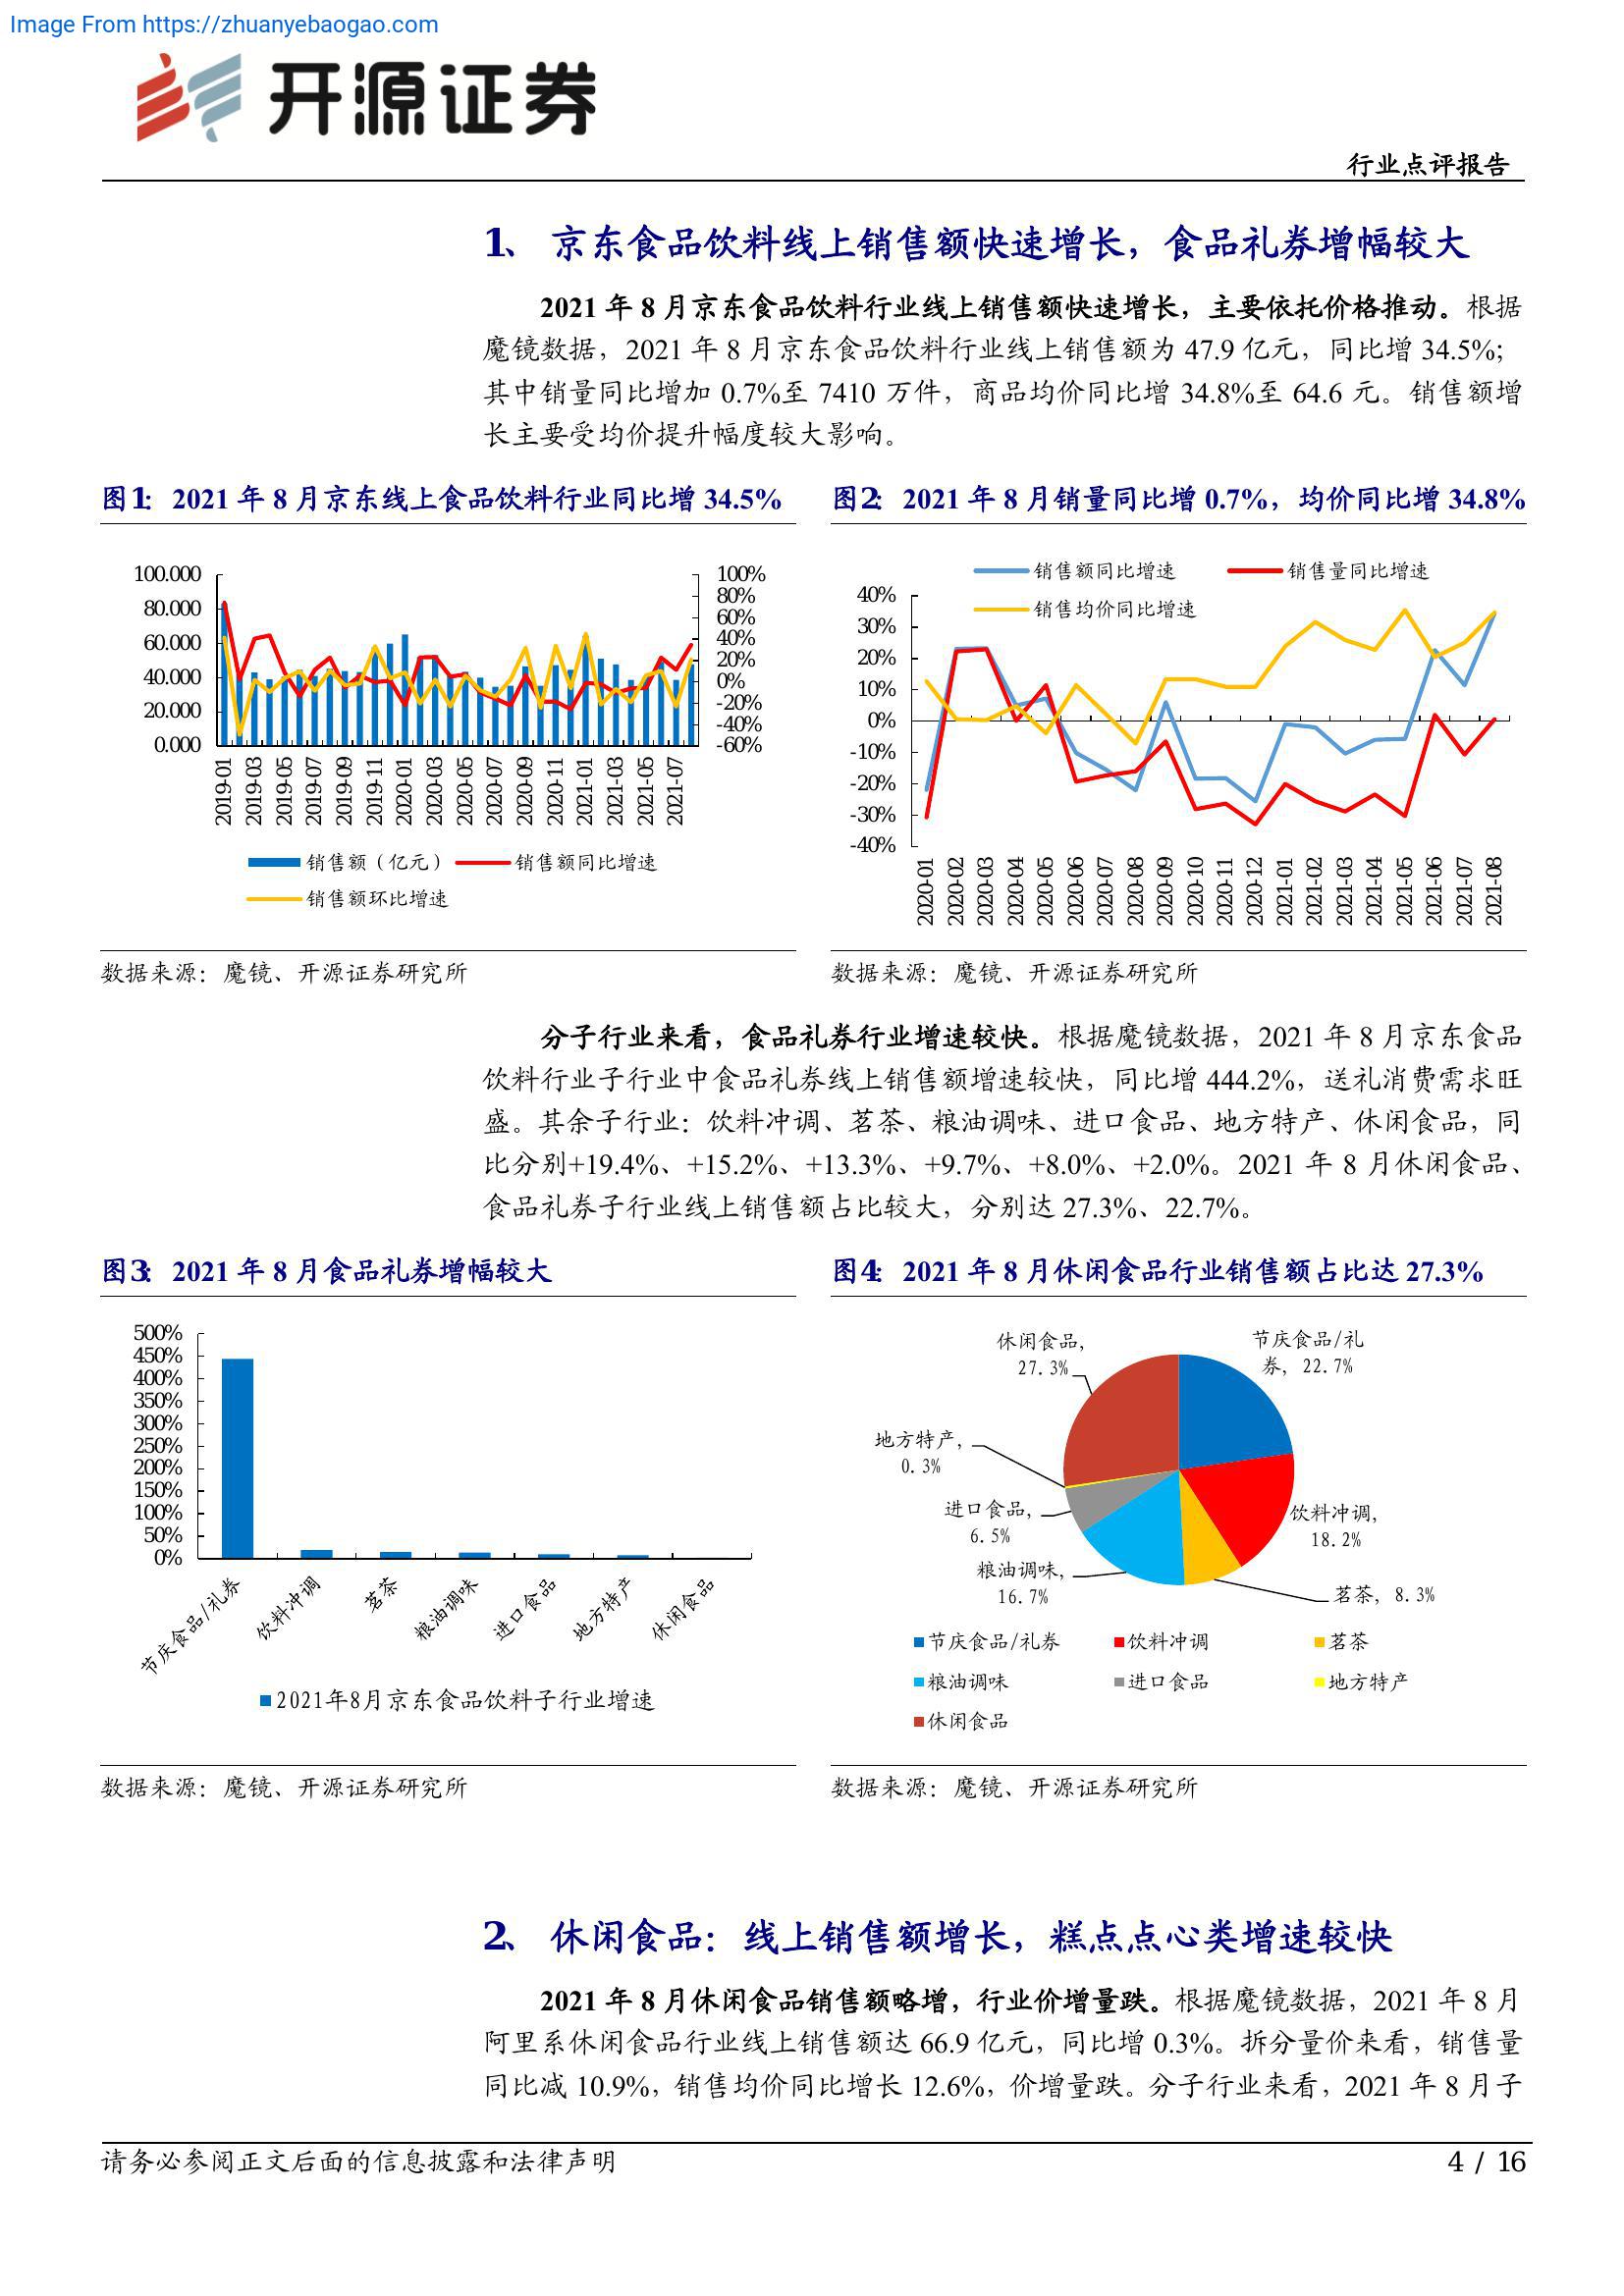 Image From https://zhuanyebaogao.com
开源证券
行业点评报告
1、 京东食品饮料线上销售额快速增长，食品礼券增幅较大
2021 年 8 月京东食品饮料行业线上销售额快速增长，主要依托价格推动。根据
魔镜数据，2021 年 8 月京东食品饮料行业线上销售额为 47.9 亿元，同比增 34.5%;
其中销量同比增加 0.7%至 7410 万件，商品均价同比增 34.8%至 64.6 元。销售额增
长主要受均价提升幅度较大影响。
图1：2021 年 8 月京东线上食品饮料行业同比增 34.5%
100.000
80.000
60.000
40.000
20.000
0.000
100%
80%
60%
40%
20%
0%
-20%
-40%
-60%
2019-01
2019-03
2019-05
2019-07
2019-09
2019-11
2020-01
2020-03
2020-05
2020-07
2020-09
2020-11
2021-01
2021-03
2021-05
2021-07
销售额（亿元） 销售额同比增速
销售额环比增速
数据来源：魔镜、开源证券研究所
图2：2021 年 8 月销量同比增 0.7%，均价同比增 34.8%
销售额同比增速 销售量同比增速
销售均价同比增速
40%
30%
20%
10%
0%
-10%
-20%
-30%
-40%
2020-01
2020-02
2020-03
2020-04
2020-05
2020-06
2020-07
2020-08
2020-09
2020-10
2020-11
2020-12
2021-01
2021-02
2021-03
2021-04
2021-05
2021-06
2021-07
2021-08
数据来源：魔镜、开源证券研究所
分子行业来看，食品礼券行业增速较快。根据魔镜数据，2021 年 8 月京东食品
饮料行业子行业中食品礼券线上销售额增速较快，同比增 444.2%，送礼消费需求旺
盛。其余子行业：饮料冲调、茗茶、粮油调味、进口食品、地方特产、休闲食品，同
比分别+19.4%、+15.2%、+13.3%、+9.7%、+8.0%、+2.0%。2021 年 8 月休闲食品、
食品礼券子行业线上销售额占比较大，分别达 27.3%、22.7%。
图3：2021 年 8 月食品礼券增幅较大
500%
450%
400%
350%
300%
250%
200%
150%
100%
50%
0%
节庆食品/礼券
饮料冲调
茗茶
粮油调味
进口食品
地方特产
休闲食品
2021年8月京东食品饮料子行业增速
数据来源：魔镜、开源证券研究所
图4：2021 年 8 月休闲食品行业销售额占比达 27.3%
休闲食品,
27.3%
节庆食品/礼
券, 22.7%
地方特产,
0.3%
进口食品,
6.5%
饮料冲调,
18.2%
粮油调味,
16.7%
茗茶, 8.3%
节庆食品/礼券 饮料冲调 茗茶
粮油调味 进口食品 地方特产
休闲食品
数据来源：魔镜、开源证券研究所
2、 休闲食品：线上销售额增长，糕点点心类增速较快
2021 年 8 月休闲食品销售额略增，行业价增量跌。根据魔镜数据，2021 年 8 月
阿里系休闲食品行业线上销售额达 66.9 亿元，同比增 0.3%。拆分量价来看，销售量
同比减 10.9%，销售均价同比增长 12.6%，价增量跌。分子行业来看，2021 年 8 月子
请务必参阅正文后面的信息披露和法律声明
4 / 16